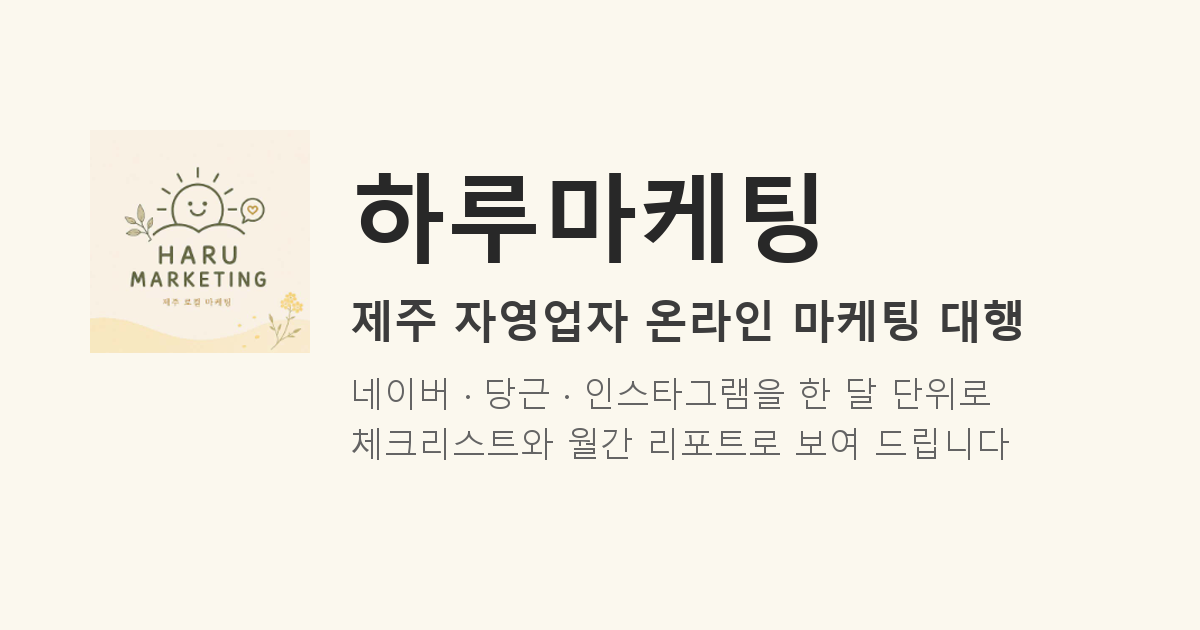 HARU
MARKETING
제주 로컬 마케팅
하루마케팅
제주 자영업자 온라인 마케팅 대행
네이버 · 당근 · 인스타그램을 한 달 단위로
체크리스트와 월간 리포트로 보여 드립니다